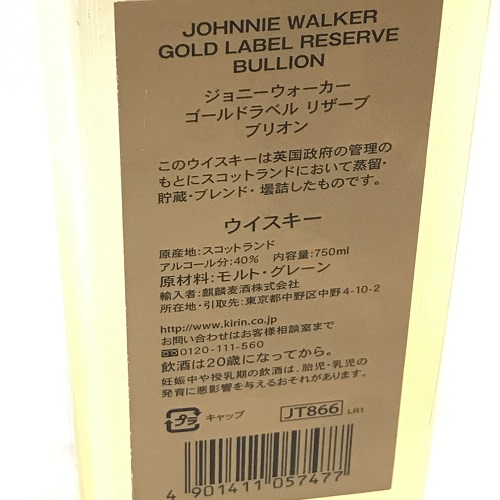 JOHNNIE WALKER
GOLD LABEL RESERVE
BULLION
ジョニーウォーカー
ゴールドラベル リザーブ
ブリオン
このウイスキーは英国政府の管理の
もとにスコットランドにおいて蒸留・
貯蔵・ブレンド・壜詰したものです。
ウイスキー
原産地:スコットランド
アルコール分:40% 内容量:750ml
原材料:モルト・グレーン
輸入者:麒麟麦酒株式会社
所在地・引取先:東京都中野区中野4-10-2
http://www.kirin.co.jp
お問い合わせはお客様相談室まで
0120-111-560
飲酒は20歳になってから。
妊娠中や授乳期の飲酒は、胎児・乳児の
発育に悪影響を与えるおそれがあります。
プラ キャップ JT866 LR1
4 901411 057477